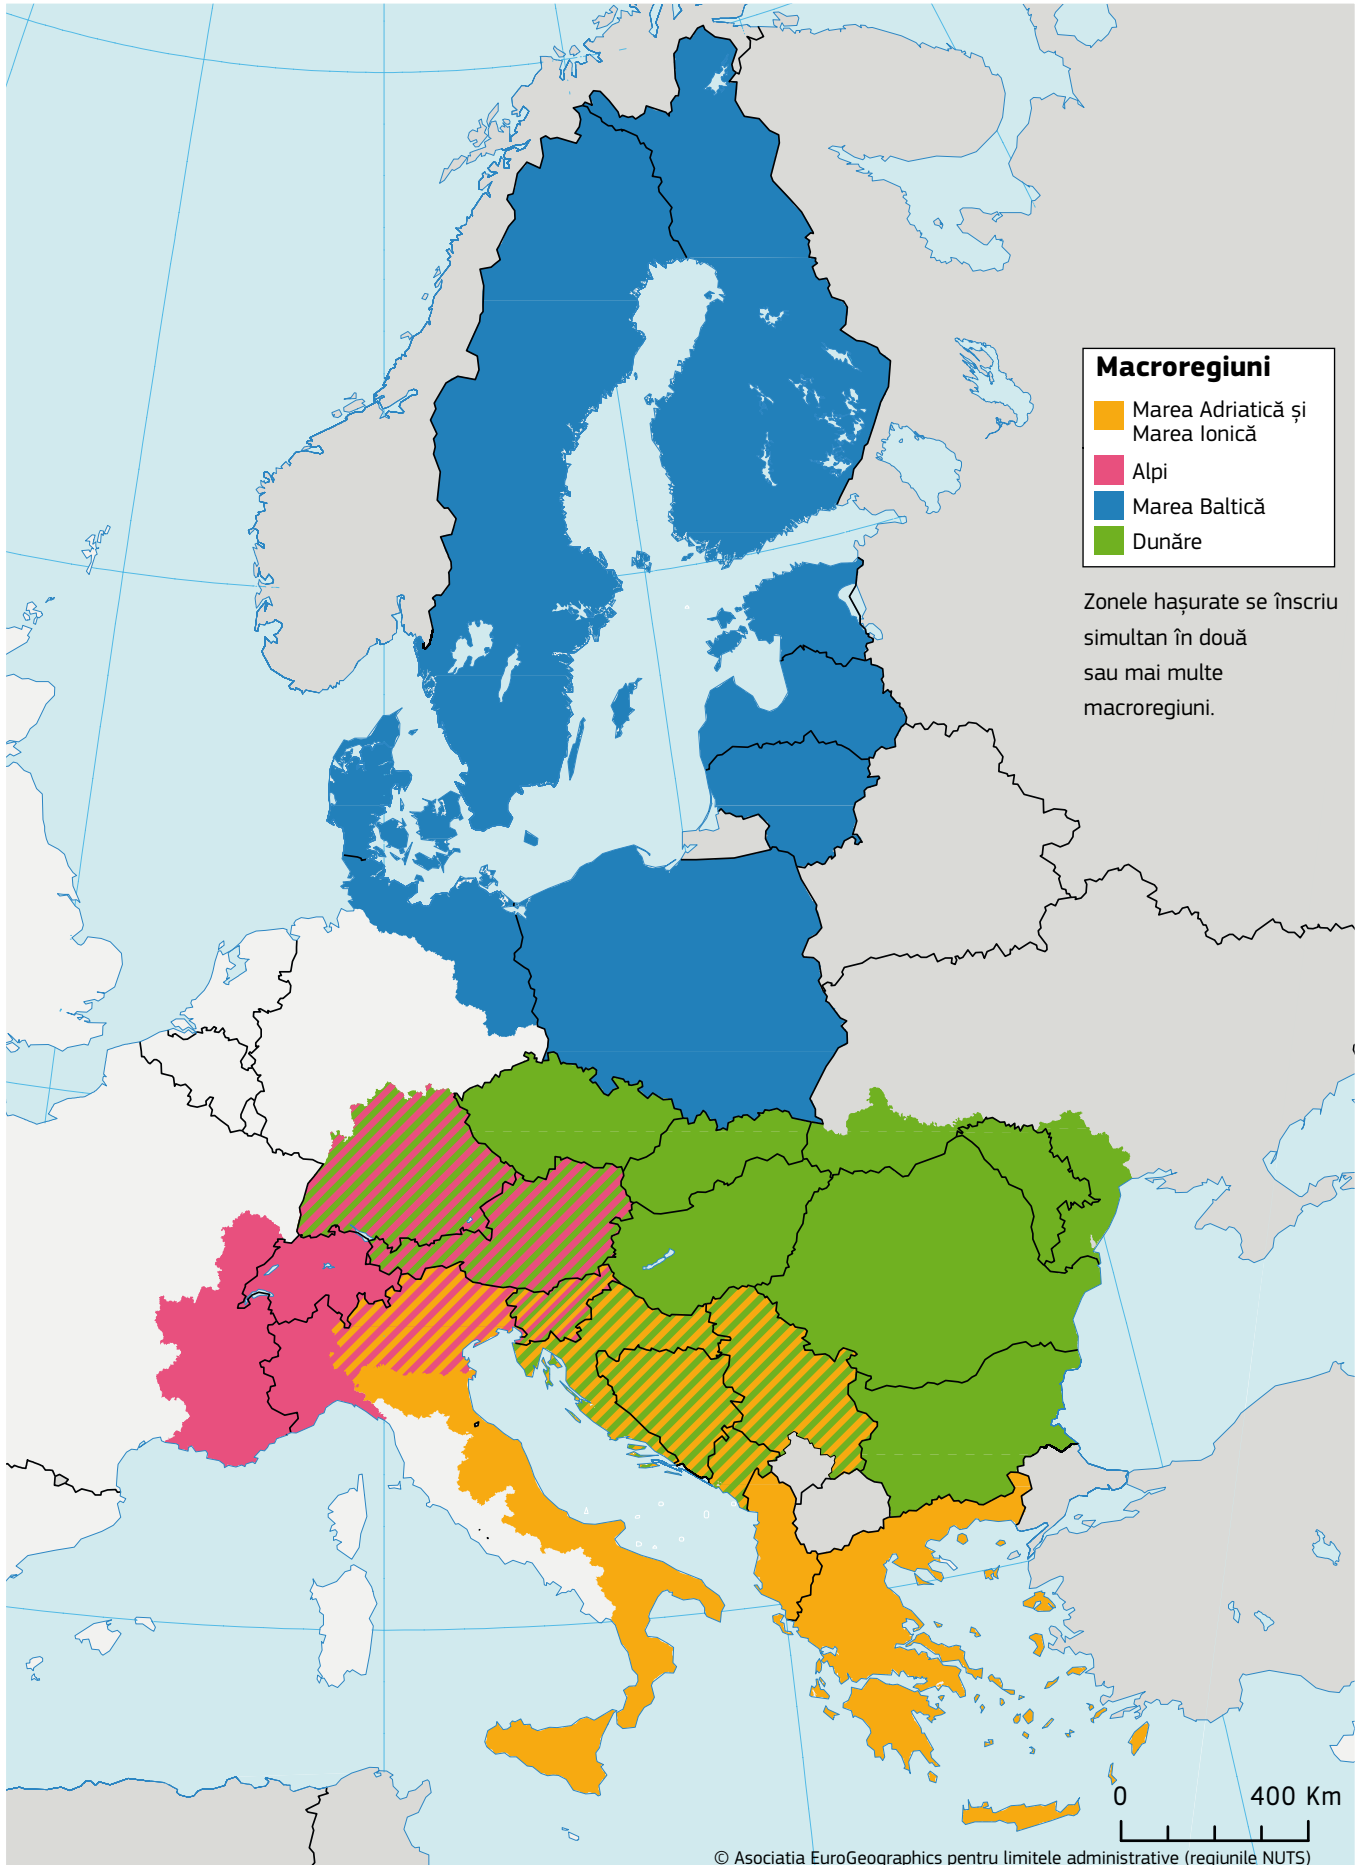 Macroregiuni
Marea Adriatică și
Marea Ionică
Alpi
Marea Baltică
Dunăre
Zonele hașurate se înscriu
simultan în două
sau mai multe
macroregiuni.
0 400 Km
© Asociatia EuroGeographics pentru limitele administrative (regiunile NUTS)